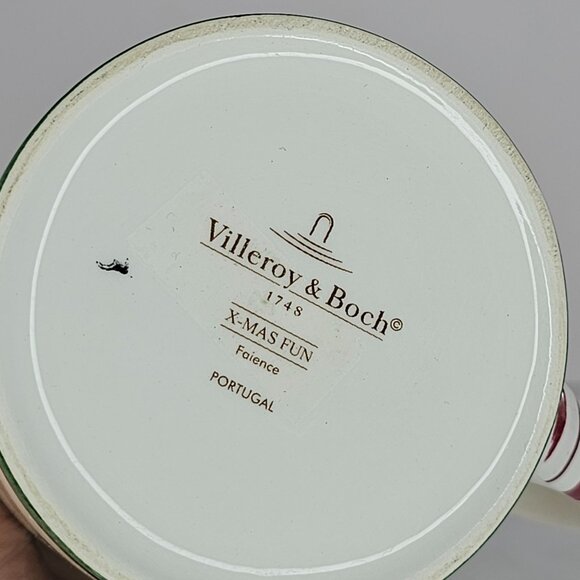 Villeroy & Boch©
1748
X-MAS FUN
Faience
PORTUGAL